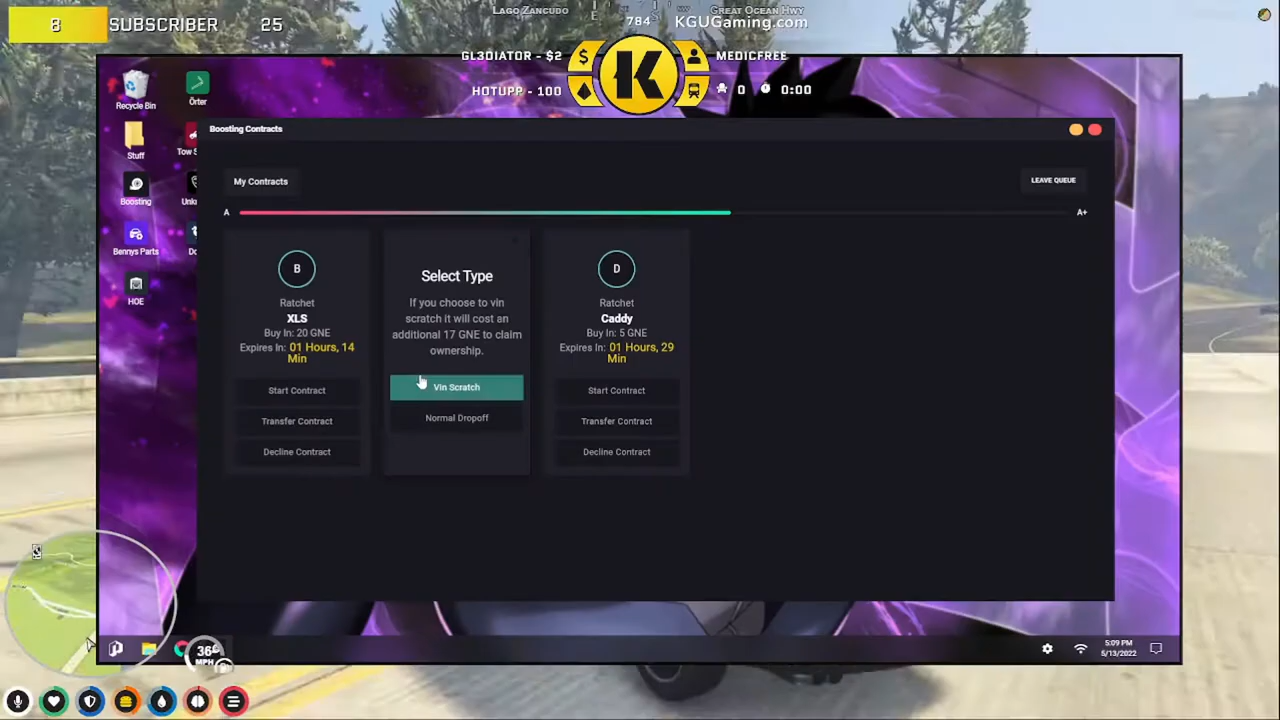 8 SUBSCRIBER 25
Lago Zancudo
E
SW
Great Ocean Hwy
784
KGUGaming.com
GL3DIATOR - $2
$
K
MEDICFREE
HOTUPP - 100
0
0:00
Recycle Bin
Örter
Stuff
Tow S
Boosting
Unk
Bennys Parts
Do
HOE
Boosting Contracts
My Contracts
LEAVE QUEUE
A
A+
B
Ratchet
XLS
Buy In: 20 GNE
Expires In: 01 Hours, 14
Min
Start Contract
Transfer Contract
Decline Contract
Select Type
If you choose to vin
scratch it will cost an
additional 17 GNE to claim
ownership.
Vin Scratch
Normal Dropoff
D
Ratchet
Caddy
Buy In: 5 GNE
Expires In: 01 Hours, 29
Min
Start Contract
Transfer Contract
Decline Contract
MPH
5:09 PM
5/13/2022